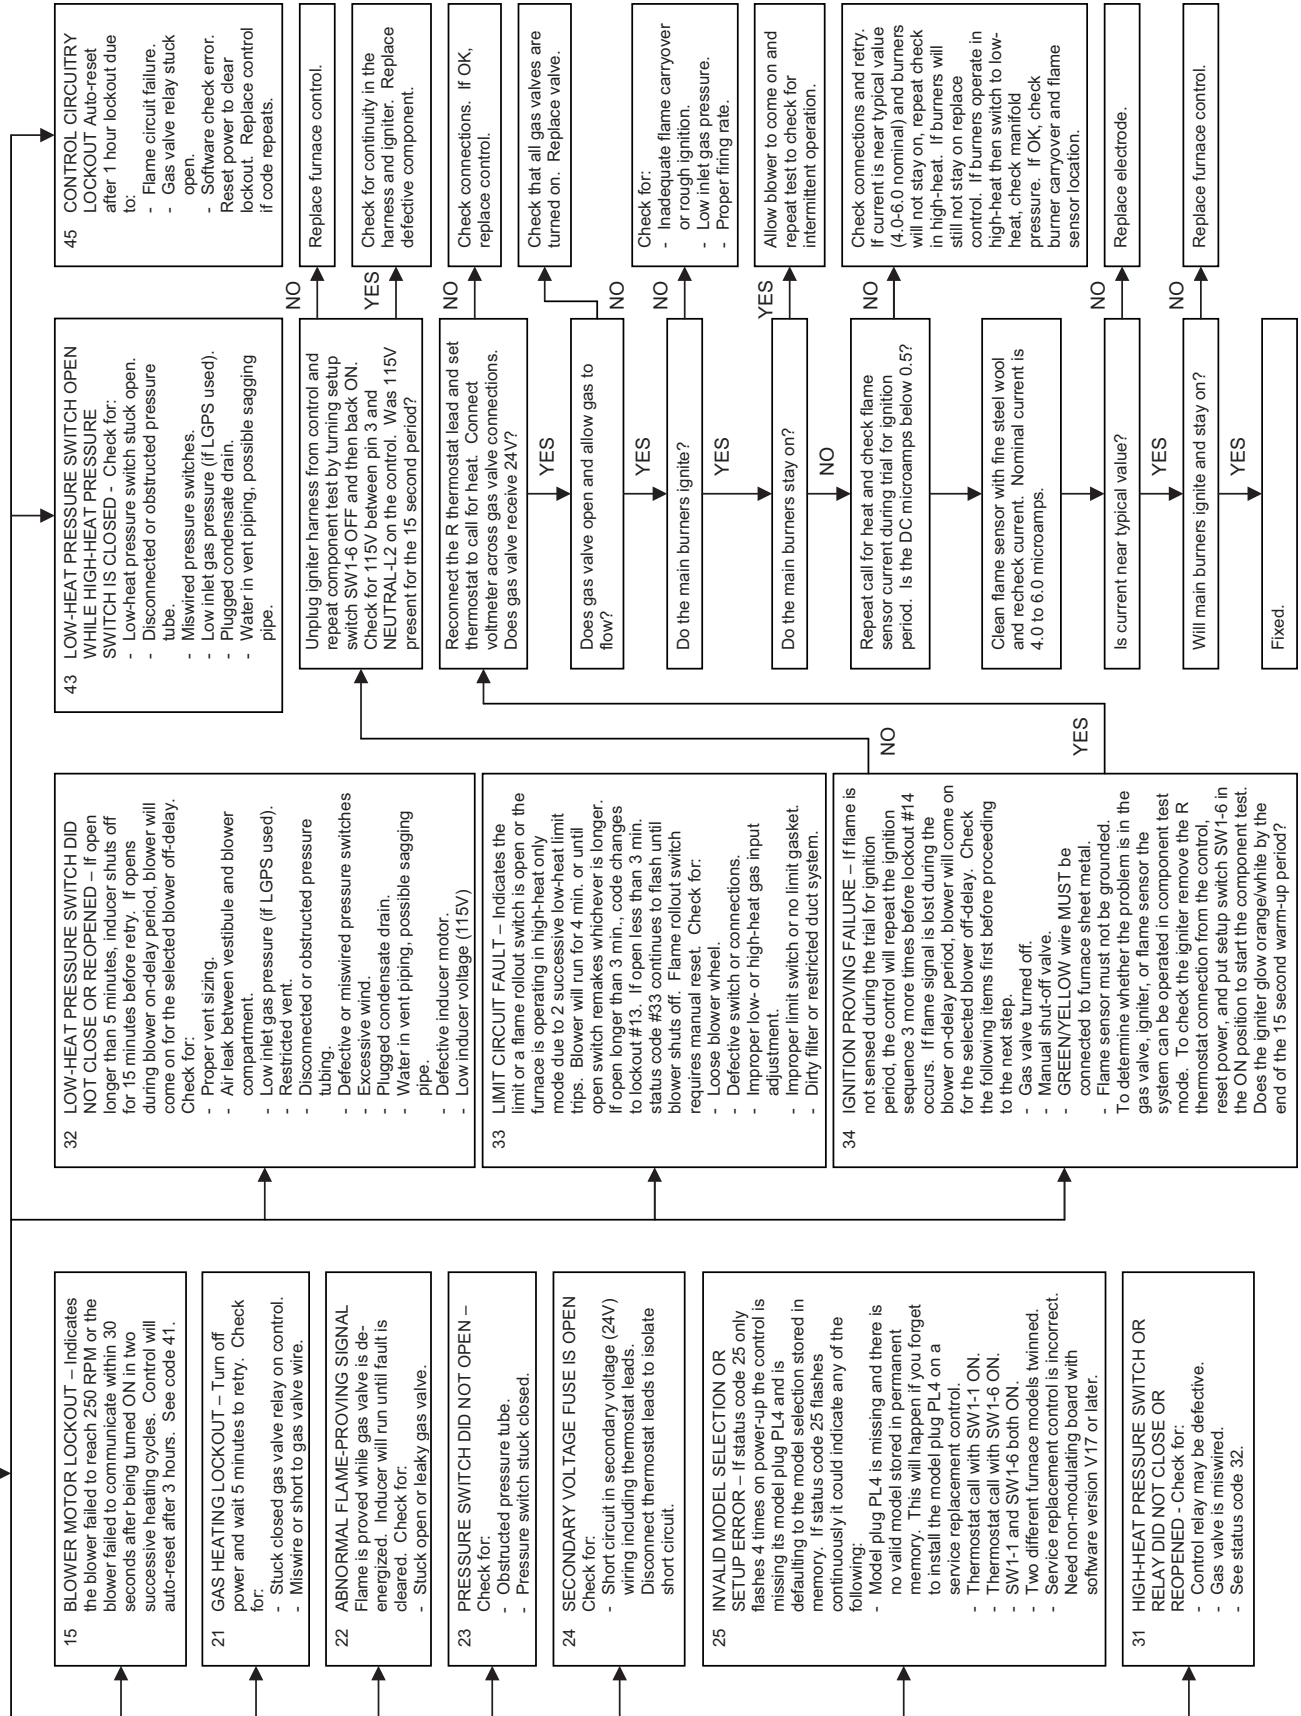 15 BLOWER MOTOR LOCKOUT – Indicates
the blower failed to reach 250 RPM or the
blower failed to communicate within 30
seconds after being turned ON in two
successive heating cycles. Control will
auto-reset after 3 hours. See code 41.
21 GAS HEATING LOCKOUT – Turn off
power and wait 5 minutes to retry. Check
for:
- Stuck closed gas valve relay on control.
- Miswire or short to gas valve wire.
22 ABNORMAL FLAME-PROVING SIGNAL
Flame is proved while gas valve is de-
energized. Inducer will run until fault is
cleared. Check for:
- Stuck open or leaky gas valve.
23 PRESSURE SWITCH DID NOT OPEN –
Check for:
- Obstructed pressure tube.
- Pressure switch stuck closed.
24 SECONDARY VOLTAGE FUSE IS OPEN
Check for:
- Short circuit in secondary voltage (24V)
wiring including thermostat leads.
Disconnect thermostat leads to isolate
short circuit.
25 INVALID MODEL SELECTION OR
SETUP ERROR – If status code 25 only
flashes 4 times on power-up the control is
missing its model plug PL4 and is
defaulting to the model selection stored in
memory. If status code 25 flashes
continuously it could indicate any of the
following:
- Model plug PL4 is missing and there is
no valid model stored in permanent
memory. This will happen if you forget
to install the model plug PL4 on a
service replacement control.
- Thermostat call with SW1-1 ON.
- Thermostat call with SW1-6 ON.
- SW1-1 and SW1-6 both ON.
- Two different furnace models twinned.
- Service replacement control is incorrect.
Need non-modulating board with
software version V17 or later.
31 HIGH-HEAT PRESSURE SWITCH OR
RELAY DID NOT CLOSE OR
REOPENED - Check for:
- Control relay may be defective.
- Gas valve is miswired.
- See status code 32.
32 LOW-HEAT PRESSURE SWITCH DID
NOT CLOSE OR REOPENED – If open
longer than 5 minutes, inducer shuts off
for 15 minutes before retry. If opens
during blower on-delay period, blower will
come on for the selected blower off-delay.
Check for:
- Proper vent sizing.
- Air leak between vestibule and blower
compartment.
- Low inlet gas pressure (if LGPS used).
- Restricted vent.
- Disconnected or obstructed pressure
tubing.
- Defective or miswired pressure switches
- Excessive wind.
- Plugged condensate drain.
- Water in vent piping, possible sagging
pipe.
- Defective inducer motor.
- Low inducer voltage (115V)
33 LIMIT CIRCUIT FAULT – Indicates the
limit or a flame rollout switch is open or the
furnace is operating in high-heat only
mode due to 2 successive low-heat limit
trips. Blower will run for 4 min. or until
open switch remakes whichever is longer.
If open longer than 3 min., code changes
to lockout #13. If open less than 3 min.
status code #33 continues to flash until
blower shuts off. Flame rollout switch
requires manual reset. Check for:
- Loose blower wheel.
- Defective switch or connections.
- Improper low- or high-heat gas input
adjustment.
- Improper limit switch or no limit gasket.
- Dirty filter or restricted duct system.
34 IGNITION PROVING FAILURE – If flame is
not sensed during the trial for ignition
period, the control will repeat the ignition
sequence 3 more times before lockout #14
occurs. If flame signal is lost during the
blower on-delay period, blower will come on
for the selected blower off-delay. Check
the following items first before proceeding
to the next step.
- Gas valve turned off.
- Manual shut-off valve.
- GREEN/YELLOW wire MUST be
connected to furnace sheet metal.
- Flame sensor must not be grounded.
To determine whether the problem is in the
gas valve, igniter, or flame sensor the
system can be operated in component test
mode. To check the igniter remove the R
thermostat connection from the control,
reset power, and put setup switch SW1-6 in
the ON position to start the component test.
Does the igniter glow orange/white by the
end of the 15 second warm-up period?
NO
YES
43 LOW-HEAT PRESSURE SWITCH OPEN
WHILE HIGH-HEAT PRESSURE
SWITCH IS CLOSED - Check for:
- Low-heat pressure switch stuck open.
- Disconnected or obstructed pressure
tube.
- Miswired pressure switches.
- Low inlet gas pressure (if LGPS used).
- Plugged condensate drain.
- Water in vent piping, possible sagging
pipe.
Unplug igniter harness from control and
repeat component test by turning setup
switch SW1-6 OFF and then back ON.
Check for 115V between pin 3 and
NEUTRAL-L2 on the control. Was 115V
present for the 15 second period?
NO
YES
Reconnect the R thermostat lead and set
thermostat to call for heat. Connect
voltmeter across gas valve connections.
Does gas valve receive 24V?
NO
YES
Does gas valve open and allow gas to
flow?
NO
YES
Do the main burners ignite?
NO
YES
Do the main burners stay on?
YES
NO
Repeat call for heat and check flame
sensor current during trial for ignition
period. Is the DC microamps below 0.5?
NO
Clean flame sensor with fine steel wool
and recheck current. Nominal current is
4.0 to 6.0 microamps.
Is current near typical value?
NO
YES
Will main burners ignite and stay on?
NO
YES
Fixed.
45 CONTROL CIRCUITRY
LOCKOUT Auto-reset
after 1 hour lockout due
to:
- Flame circuit failure.
- Gas valve relay stuck
open.
- Software check error.
Reset power to clear
lockout. Replace control
if code repeats.
Replace furnace control.
Check for continuity in the
harness and igniter. Replace
defective component.
Check connections. If OK,
replace control.
Check that all gas valves are
turned on. Replace valve.
Check for:
- Inadequate flame carryover
or rough ignition.
- Low inlet gas pressure.
- Proper firing rate.
Allow blower to come on and
repeat test to check for
intermittent operation.
Check connections and retry.
If current is near typical value
(4.0-6.0 nominal) and burners
will not stay on, repeat check
in high-heat. If burners will
still not stay on replace
control. If burners operate in
high-heat then switch to low-
heat, check manifold
pressure. If OK, check
burner carryover and flame
sensor location.
Replace electrode.
Replace furnace control.